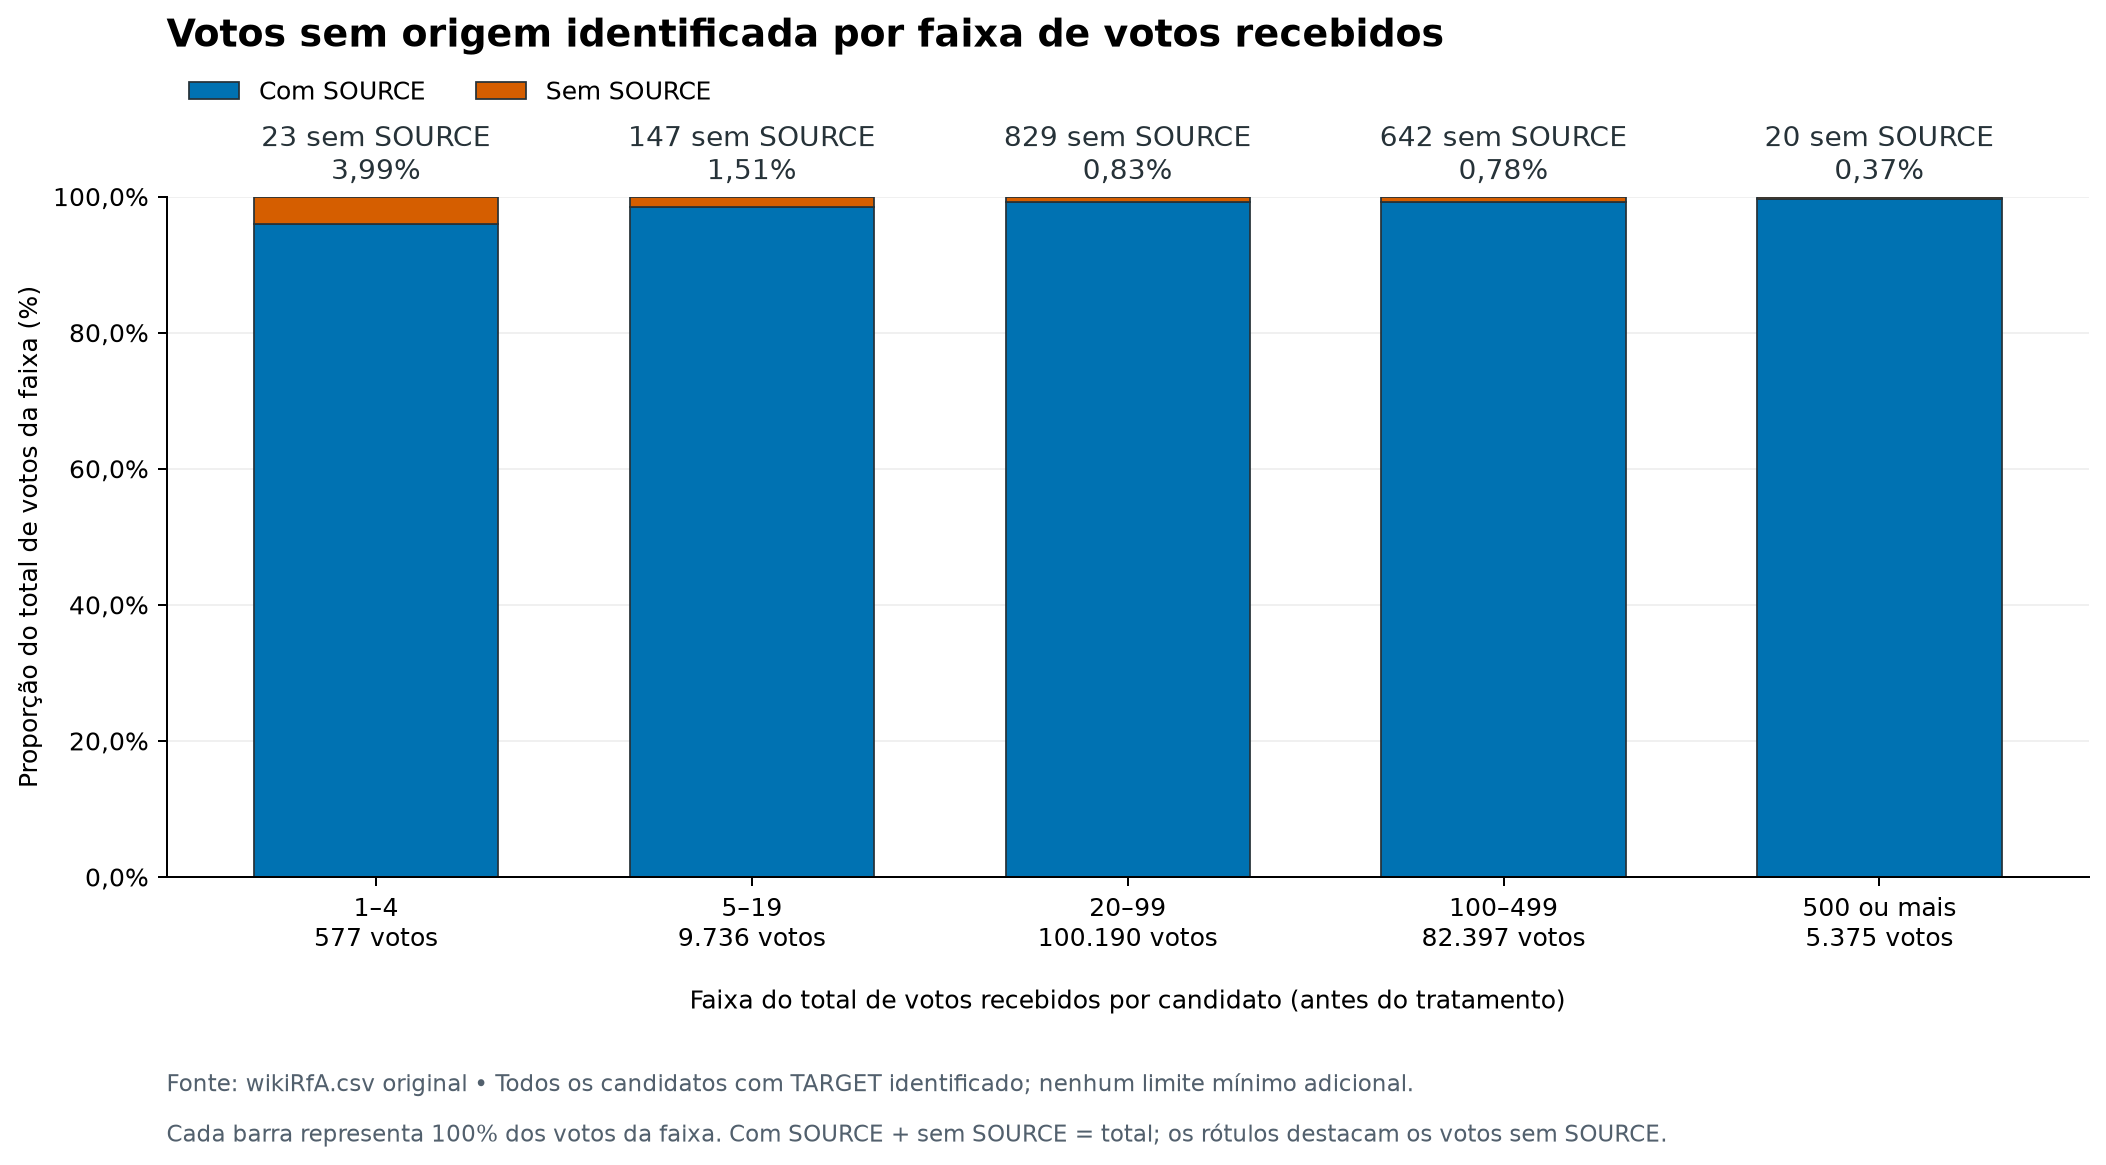 Votos sem origem identificada por faixa de votos recebidos
Com SOURCE
Sem SOURCE
23 sem SOURCE
3,99%
147 sem SOURCE
1,51%
829 sem SOURCE
0,83%
642 sem SOURCE
0,78%
20 sem SOURCE
0,37%
Proporção do total de votos da faixa (%)
100,0%
80,0%
60,0%
40,0%
20,0%
0,0%
1–4
577 votos
5–19
9.736 votos
20–99
100.190 votos
100–499
82.397 votos
500 ou mais
5.375 votos
Faixa do total de votos recebidos por candidato (antes do tratamento)
Fonte: wikiRfA.csv original • Todos os candidatos com TARGET identificado; nenhum limite mínimo adicional.
Cada barra representa 100% dos votos da faixa. Com SOURCE + sem SOURCE = total; os rótulos destacam os votos sem SOURCE.